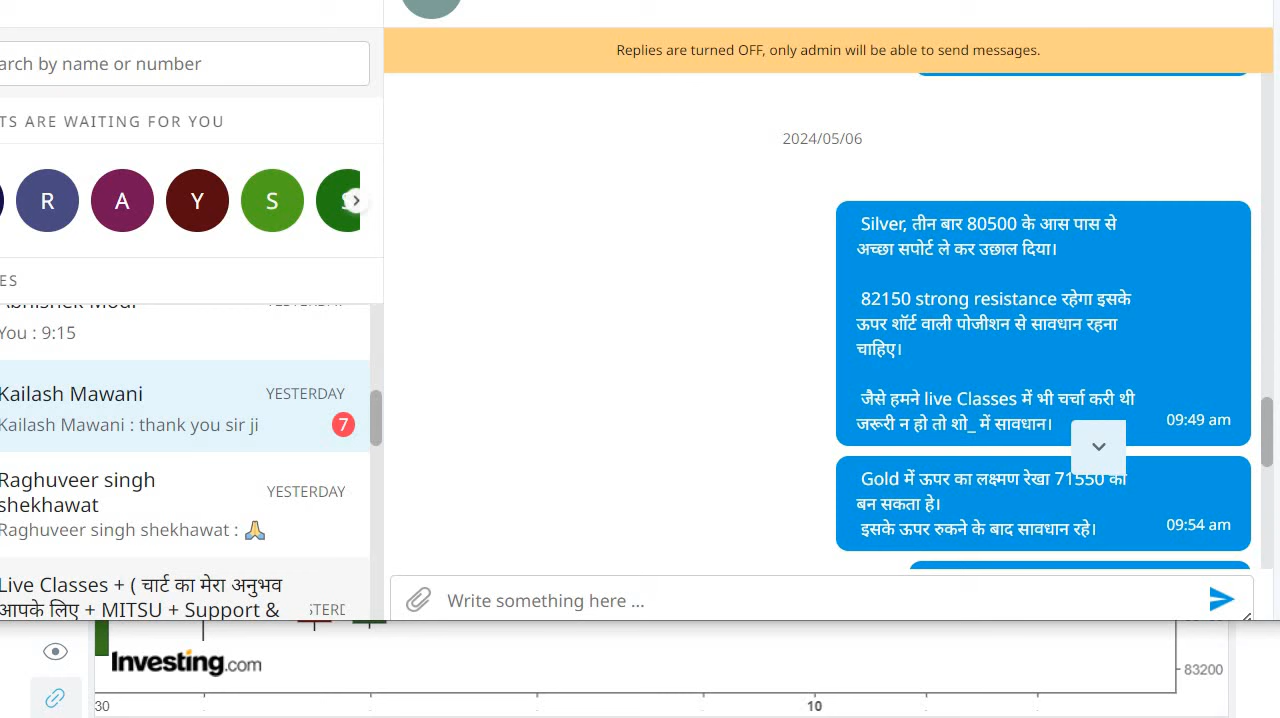 arch by name or number
TS ARE WAITING FOR YOU
R
A
Y
S
ES
YESTERDAY
You : 9:15
Kailash Mawani
YESTERDAY
Kailash Mawani : thank you sir ji
7
Raghuveer singh
shekhawat
YESTERDAY
Raghuveer singh shekhawat : 🙏
Live Classes + ( चार्ट का मेरा अनुभव
आपके लिए + MITSU + Support &
STERD
Replies are turned OFF, only admin will be able to send messages.
2024/05/06
Silver, तीन बार 80500 के आस पास से
अच्छा सपोर्ट ले कर उछाल दिया।
82150 strong resistance रहेगा इसके
ऊपर शॉर्ट वाली पोजीशन से सावधान रहना
चाहिए।
जैसे हमने live Classes में भी चर्चा करी थी
जरूरी न हो तो शो_ में सावधान।
09:49 am
Gold में ऊपर का लक्ष्मण रेखा 71550 का
बन सकता हे।
इसके ऊपर रुकने के बाद सावधान रहे।
09:54 am
Write something here ...
Investing.com
83200
30
10